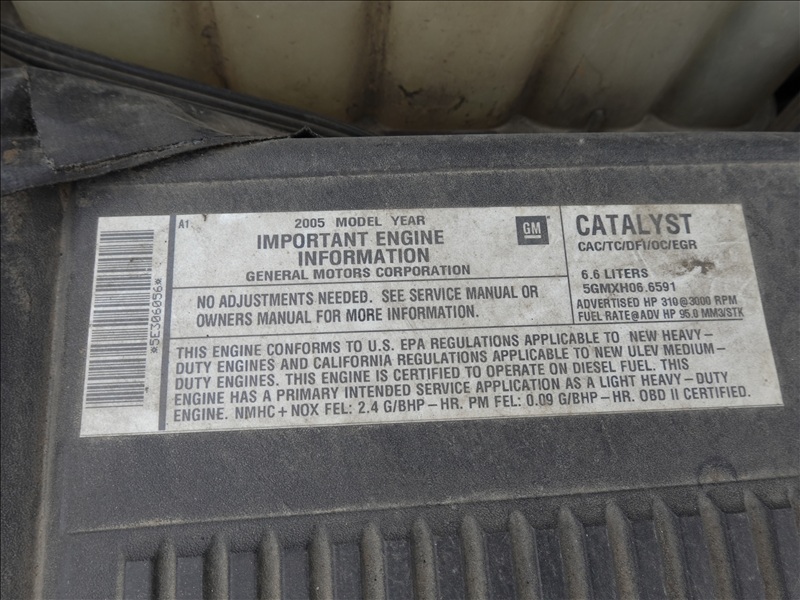 *5E306056*
A1
2005 MODEL YEAR
IMPORTANT ENGINE
INFORMATION
GENERAL MOTORS CORPORATION
GM
CATALYST
CAC/TC/DFI/OC/EGR
6.6 LITERS
5GMXH06.6591
ADVERTISED HP 310@3000 RPM
FUEL RATE@ADV HP 95.0 MM3/STK
NO ADJUSTMENTS NEEDED. SEE SERVICE MANUAL OR
OWNERS MANUAL FOR MORE INFORMATION.
THIS ENGINE CONFORMS TO U.S. EPA REGULATIONS APPLICABLE TO NEW HEAVY-
DUTY ENGINES AND CALIFORNIA REGULATIONS APPLICABLE TO NEW ULEV MEDIUM-
DUTY ENGINES. THIS ENGINE IS CERTIFIED TO OPERATE ON DIESEL FUEL. THIS
ENGINE HAS A PRIMARY INTENDED SERVICE APPLICATION AS A LIGHT HEAVY-DUTY
ENGINE. NMHC+NOX FEL: 2.4 G/BHP-HR. PM FEL: 0.09 G/BHP-HR. OBD II CERTIFIED.